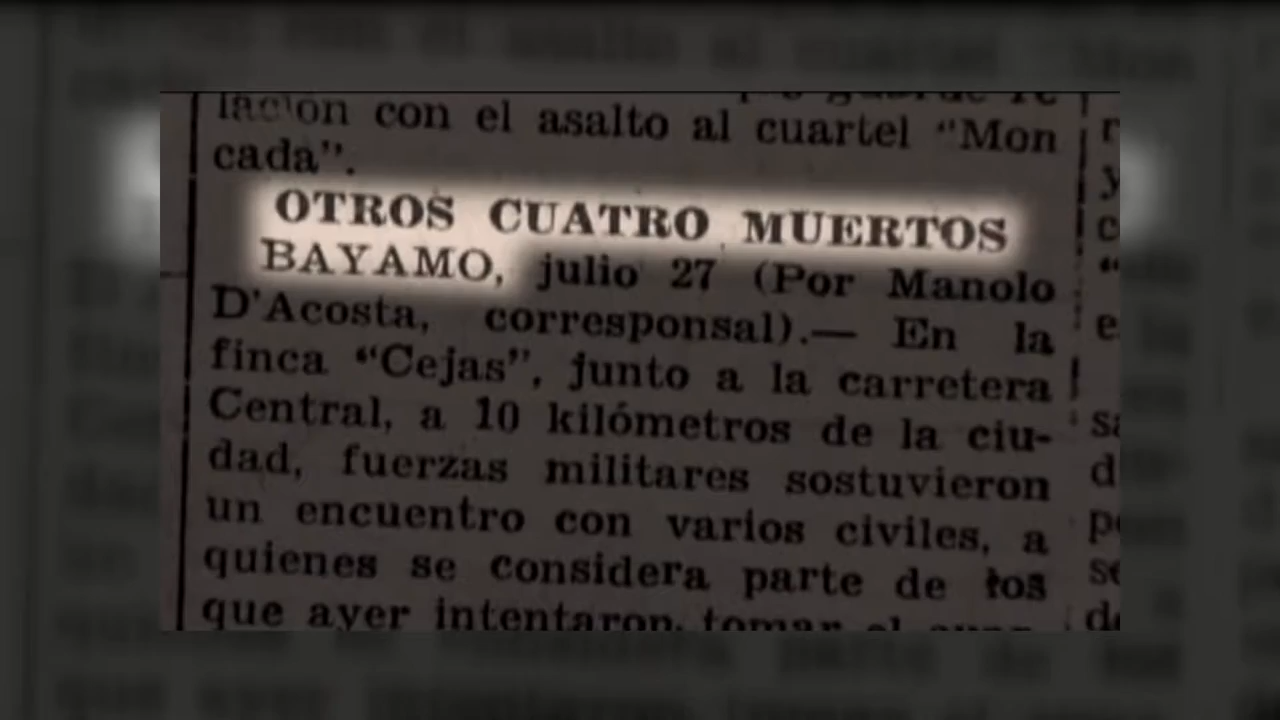 lación con el asalto al cuartel "Mon
cada".
OTROS CUATRO MUERTOS
BAYAMO, julio 27 (Por Manolo
D'Acosta, corresponsal).— En la
finca "Cejas", junto a la carretera
Central, a 10 kilómetros de la ciu-
dad, fuerzas militares sostuvieron
un encuentro con varios civiles, a
quienes se considera parte de los
que ayer intentaron tomar el